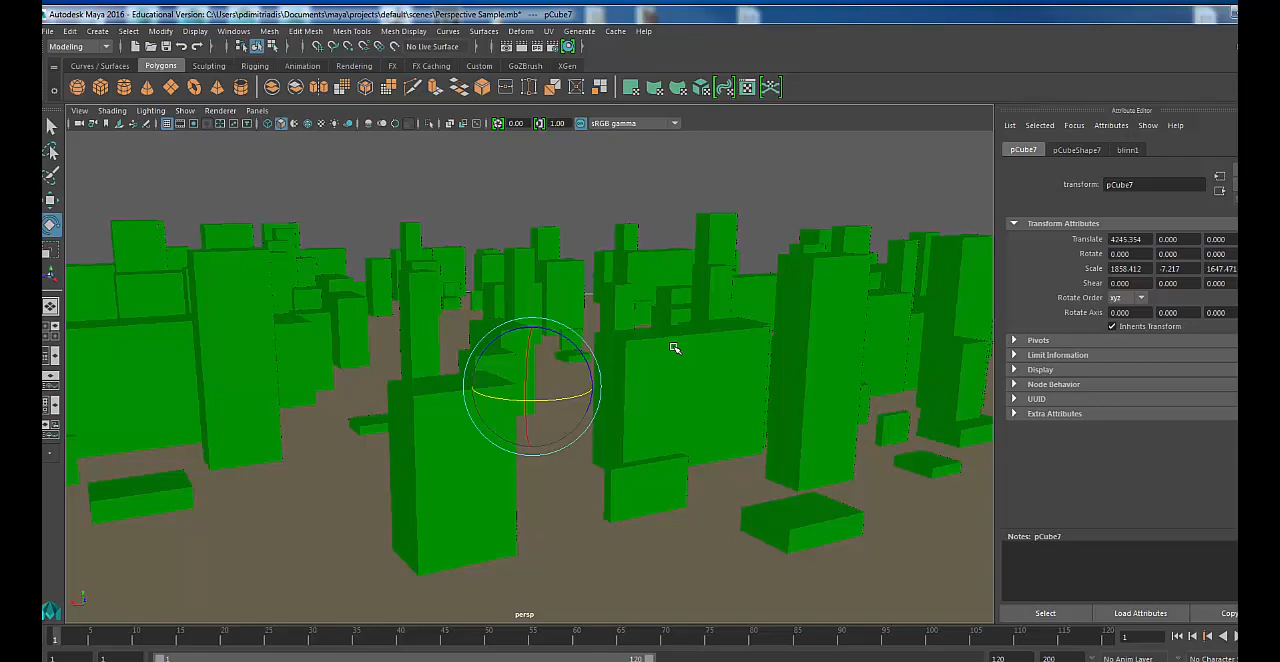 Autodesk Maya 2016 - Educational Version: C:\Users\pdimitriadis\Documents\maya\projects\default\scenes\Perspective Sample.mb* --- pCube7
File Edit Create Select Modify Display Windows Mesh Edit Mesh Mesh Tools Mesh Display Curves Surfaces Deform UV Generate Cache Help
Modeling No Live Surface
Curves / Surfaces Polygons Sculpting Rigging Animation Rendering FX FX Caching Custom GoZBrush XGen
View Shading Lighting Show Renderer Panels
0.00 1.00 sRGB gamma
persp
Attribute Editor
List Selected Focus Attributes Show Help
pCube7 pCubeShape7 blinn1
transform: pCube7
Transform Attributes
Translate 4245.354 0.000 0.000
Rotate 0.000 0.000 0.000
Scale 1858.412 -7.217 1647.471
Shear 0.000 0.000 0.000
Rotate Order xyz
Rotate Axis 0.000 0.000 0.000
Inherits Transform
Pivots
Limit Information
Display
Node Behavior
UUID
Extra Attributes
Notes: pCube7
Select Load Attributes Copy
1 5 10 15 20 25 30 35 40 45 50 55 60 65 70 75 80 85 90 95 100 105 110 115 120 1
1 1 1 120 120 200 No Anim Layer No Character